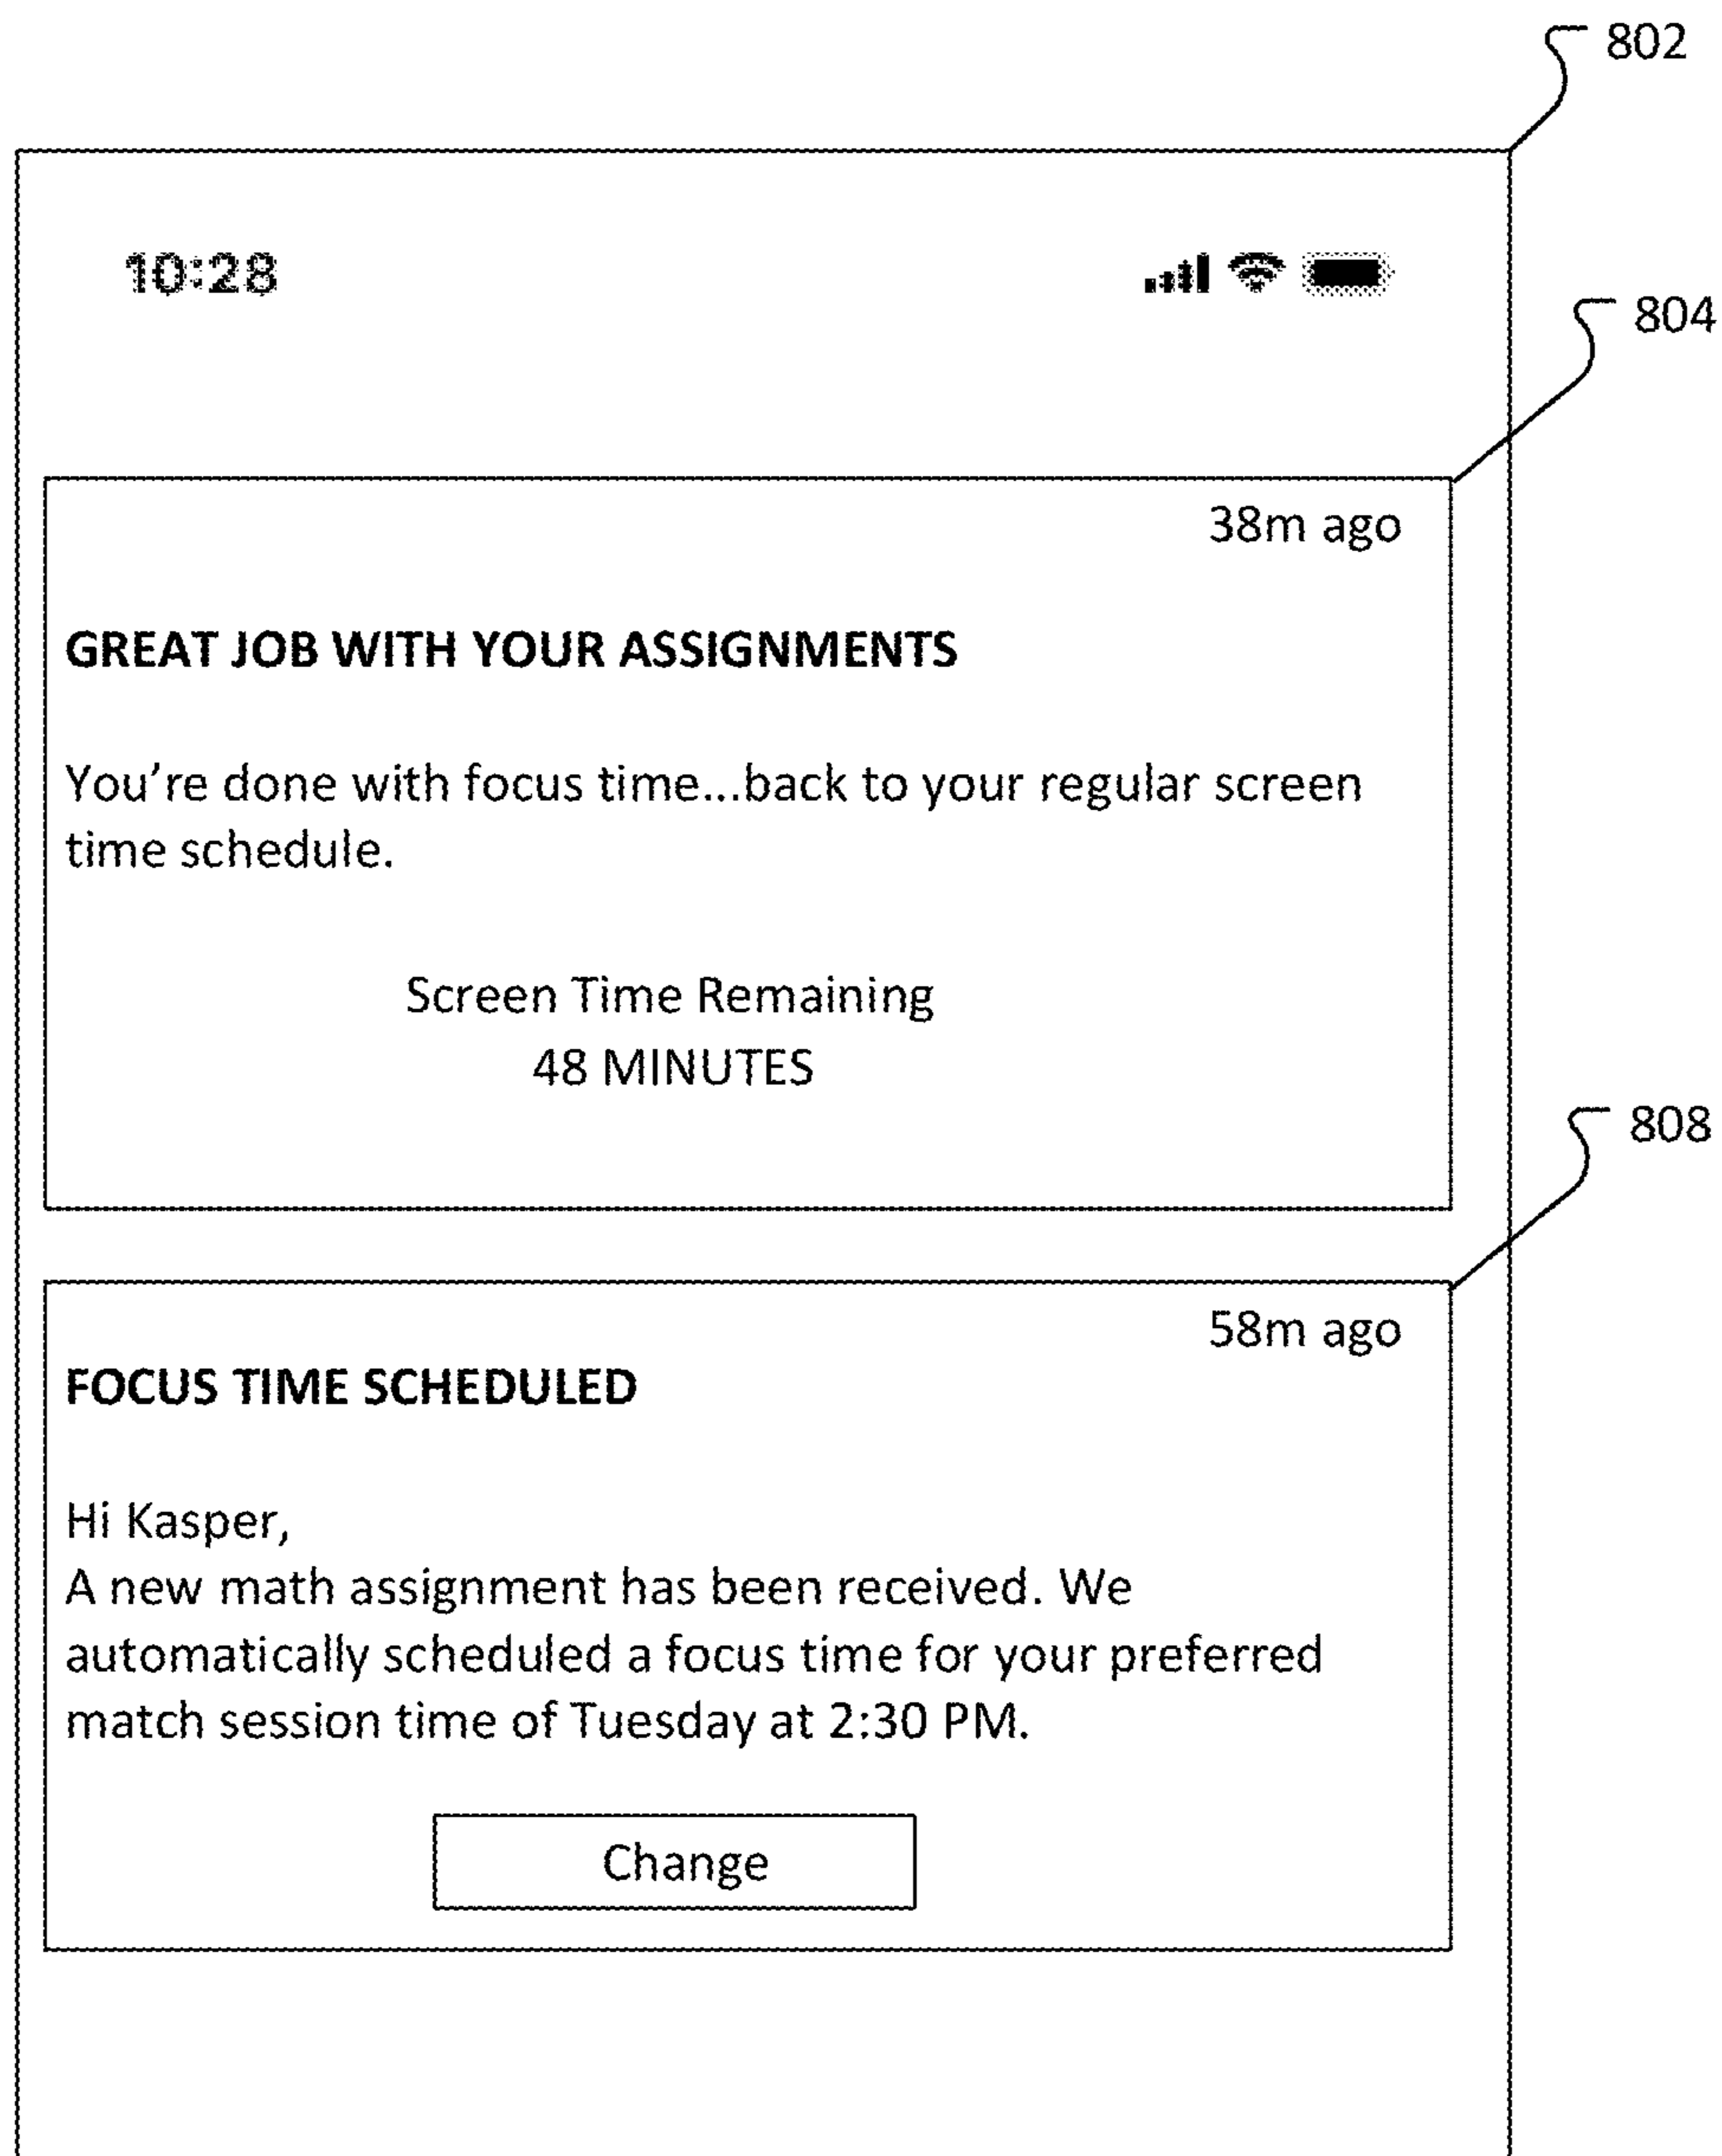 802
10:28
804
38m ago
GREAT JOB WITH YOUR ASSIGNMENTS
You’re done with focus time...back to your regular screen
time schedule.
Screen Time Remaining
48 MINUTES
808
58m ago
FOCUS TIME SCHEDULED
Hi Kasper,
A new math assignment has been received. We
automatically scheduled a focus time for your preferred
match session time of Tuesday at 2:30 PM.
Change